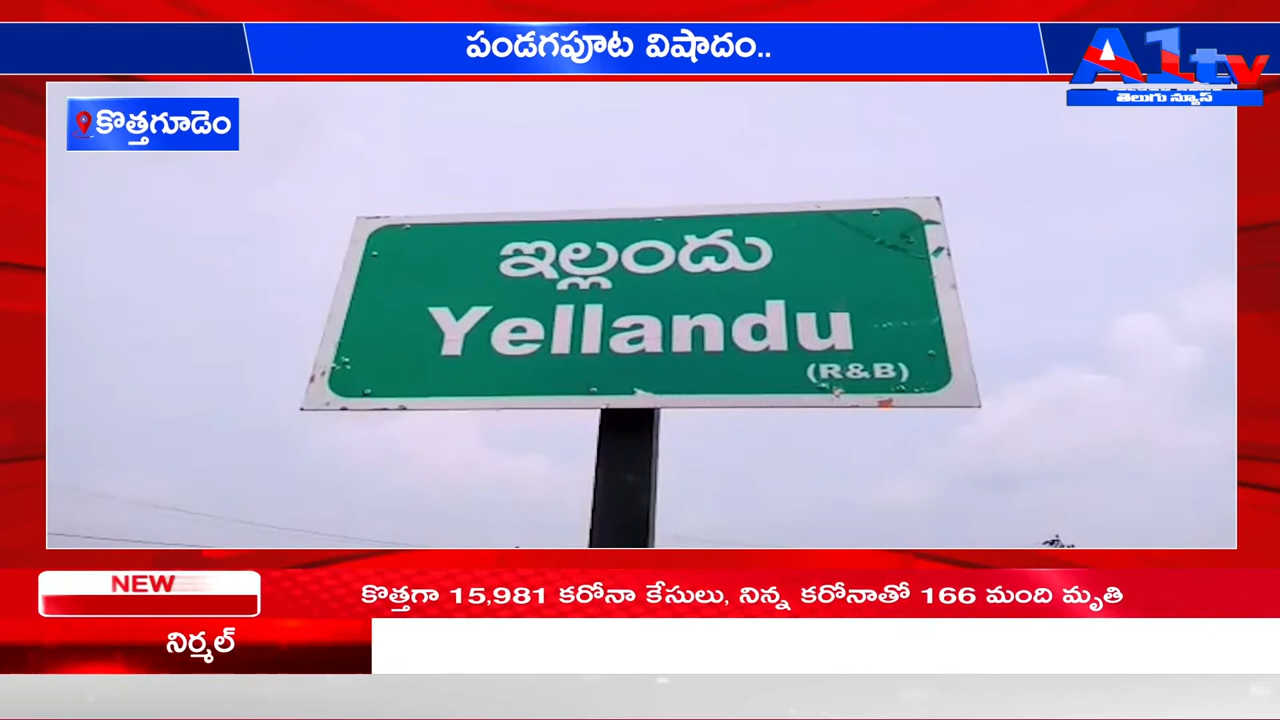 పండగపూట విషాదం..
A1tv
తెలుగు న్యూస్
కొత్తగూడెం
ఇల్లందు
Yellandu
(R&B)
NEW
కొత్తగా 15,981 కరోనా కేసులు, నిన్న కరోనాతో 166 మంది మృతి
నిర్మల్